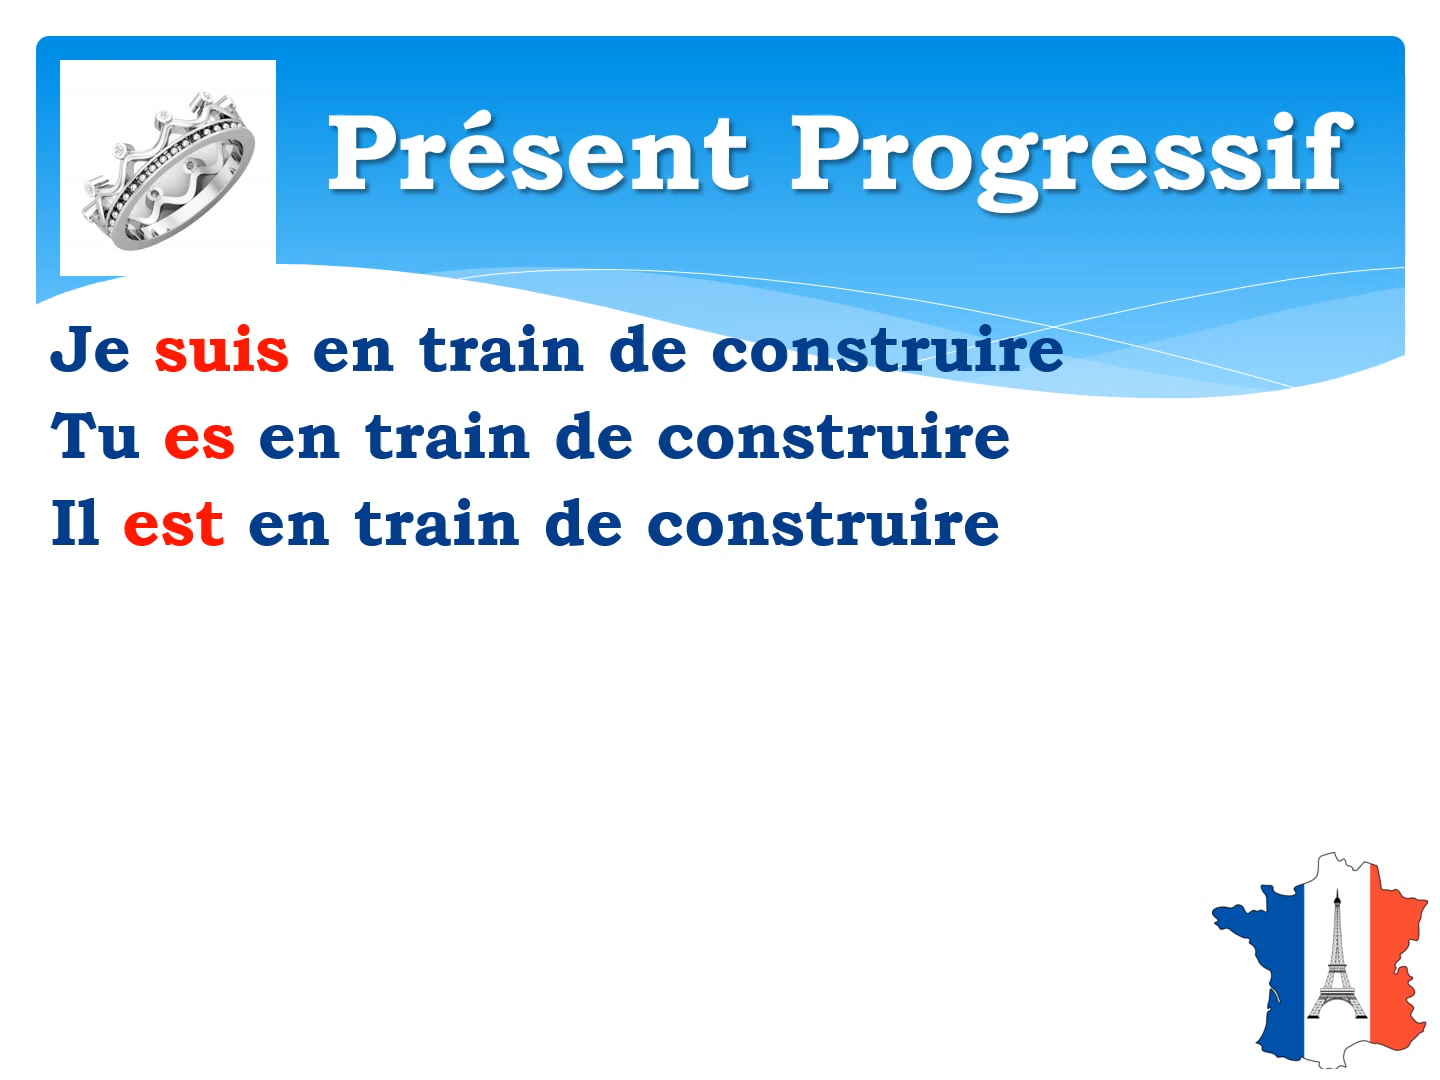 Présent Progressif
Je suis en train de construire
Tu es en train de construire
Il est en train de construire